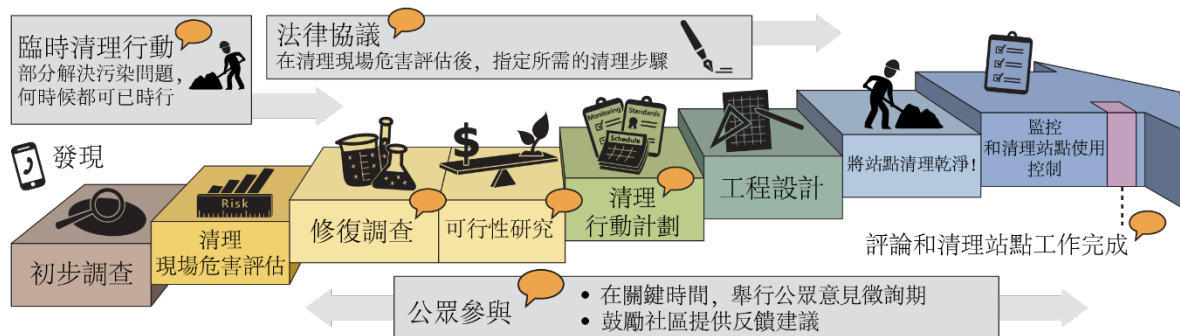 臨時清理行動
部分解決污染問題，
何時候都可已時行
法律協議
在清理現場危害評估後，指定所需的清理步驟
發現
初步調查
Risk
清理
現場危害評估
修復調查
$
可行性研究
Monitoring
Standards
Schedule
清理
行動計劃
工程設計
將站點清理乾淨!
監控
和清理站點使用
控制
評論和清理站點工作完成
公眾參與
• 在關鍵時間，舉行公眾意見徵詢期
• 鼓勵社區提供反饋建議